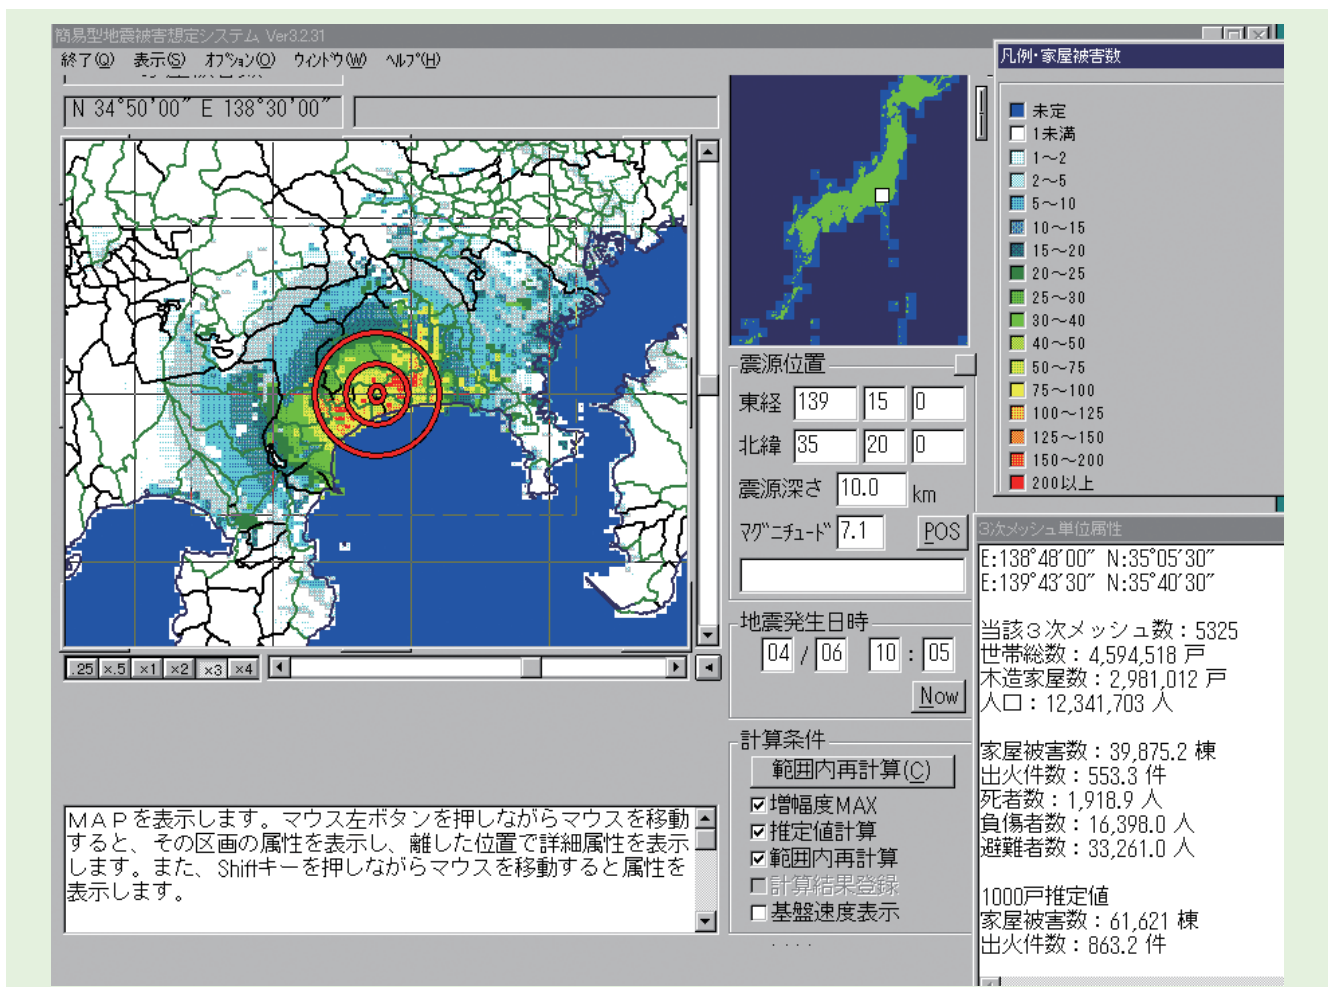 簡易型地震被害想定システム Ver3.2.31
終了(Q) 表示(S) オプション(O) ウィンドウ(W) ヘルプ(H)
N 34°50'00" E 138°30'00"
.25 x.5 x1 x2 x3 x4
MAPを表示します。マウス左ボタンを押しながらマウスを移動
すると、その区画の属性を表示し、離した位置で詳細属性を表示
します。また、Shiftキーを押しながらマウスを移動すると属性を
表示します。
震源位置
東経 139 15 0
北緯 35 20 0
震源深さ 10.0 km
マグニチュード 7.1 POS
地震発生日時
04 / 06 10 : 05
Now
計算条件
範囲内再計算(C)
増幅度MAX
推定値計算
範囲内再計算
計算結果登録
基盤速度表示
凡例・家屋被害数
未定
1未満
1～2
2～5
5～10
10～15
15～20
20～25
25～30
30～40
40～50
50～75
75～100
100～125
125～150
150～200
200以上
3次メッシュ単位属性
E:138°48'00" N:35°05'30"
E:139°43'30" N:35°40'30"
当該3次メッシュ数：5325
世帯総数：4,594,518 戸
木造家屋数：2,981,012 戸
人口：12,341,703 人
家屋被害数：39,875.2 棟
出火件数：553.3 件
死者数：1,918.9 人
負傷者数：16,398.0 人
避難者数：33,261.0 人
1000戸推定値
家屋被害数：61,621 棟
出火件数：863.2 件